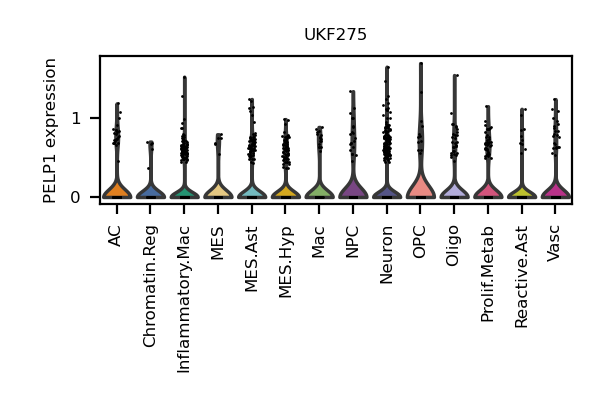 UKF275
PELP1 expression
1
0
AC
Chromatin.Reg
Inflammatory.Mac
MES
MES.Ast
MES.Hyp
Mac
NPC
Neuron
OPC
Oligo
Prolif.Metab
Reactive.Ast
Vasc